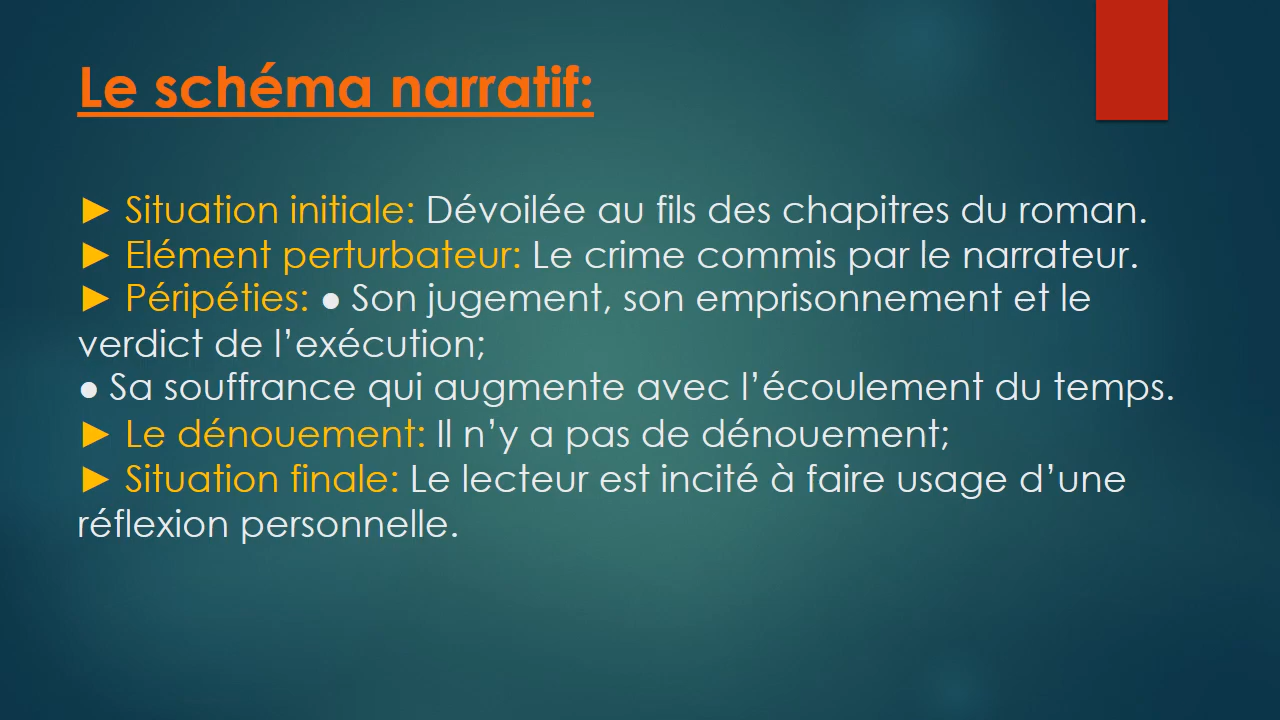 Le schéma narratif:
► Situation initiale: Dévoilée au fils des chapitres du roman.
► Elément perturbateur: Le crime commis par le narrateur.
► Péripéties: ● Son jugement, son emprisonnement et le
verdict de l’exécution;
● Sa souffrance qui augmente avec l’écoulement du temps.
► Le dénouement: Il n’y a pas de dénouement;
► Situation finale: Le lecteur est incité à faire usage d’une
réflexion personnelle.